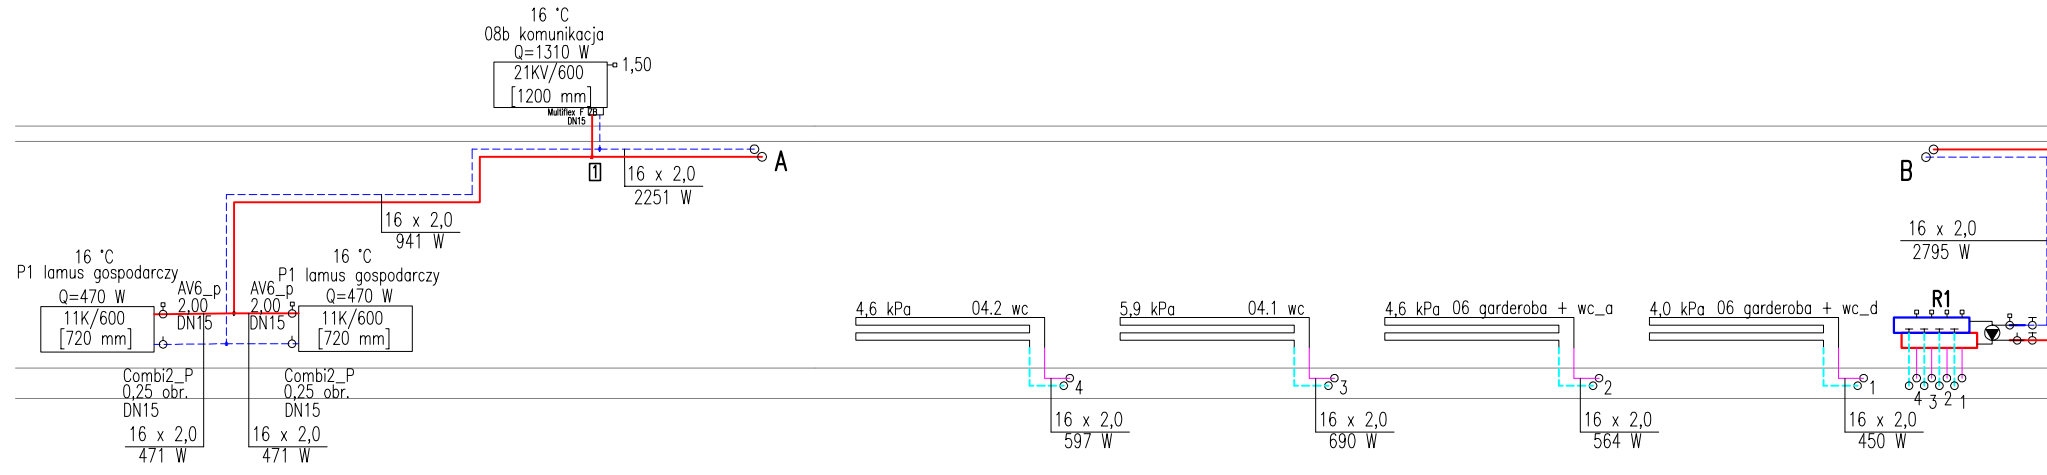 16 °C
08b komunikacja
Q=1310 W
21KV/600
[1200 mm]
1,50
Multiflex F ZB
DN15
1
A
16 x 2,0
2251 W
16 x 2,0
941 W
16 °C
P1 lamus gospodarczy
Q=470 W
11K/600
[720 mm]
AV6_p
2,00
DN15
AV6_p
2,00
DN15
16 °C
P1 lamus gospodarczy
Q=470 W
11K/600
[720 mm]
Combi2_P
0,25 obr.
DN15
Combi2_P
0,25 obr.
DN15
16 x 2,0
471 W
16 x 2,0
471 W
4,6 kPa 04.2 wc
4
16 x 2,0
597 W
5,9 kPa 04.1 wc
3
16 x 2,0
690 W
4,6 kPa 06 garderoba + wc_a
2
16 x 2,0
564 W
4,0 kPa 06 garderoba + wc_d
1
16 x 2,0
450 W
B
16 x 2,0
2795 W
R1
4 3 2 1